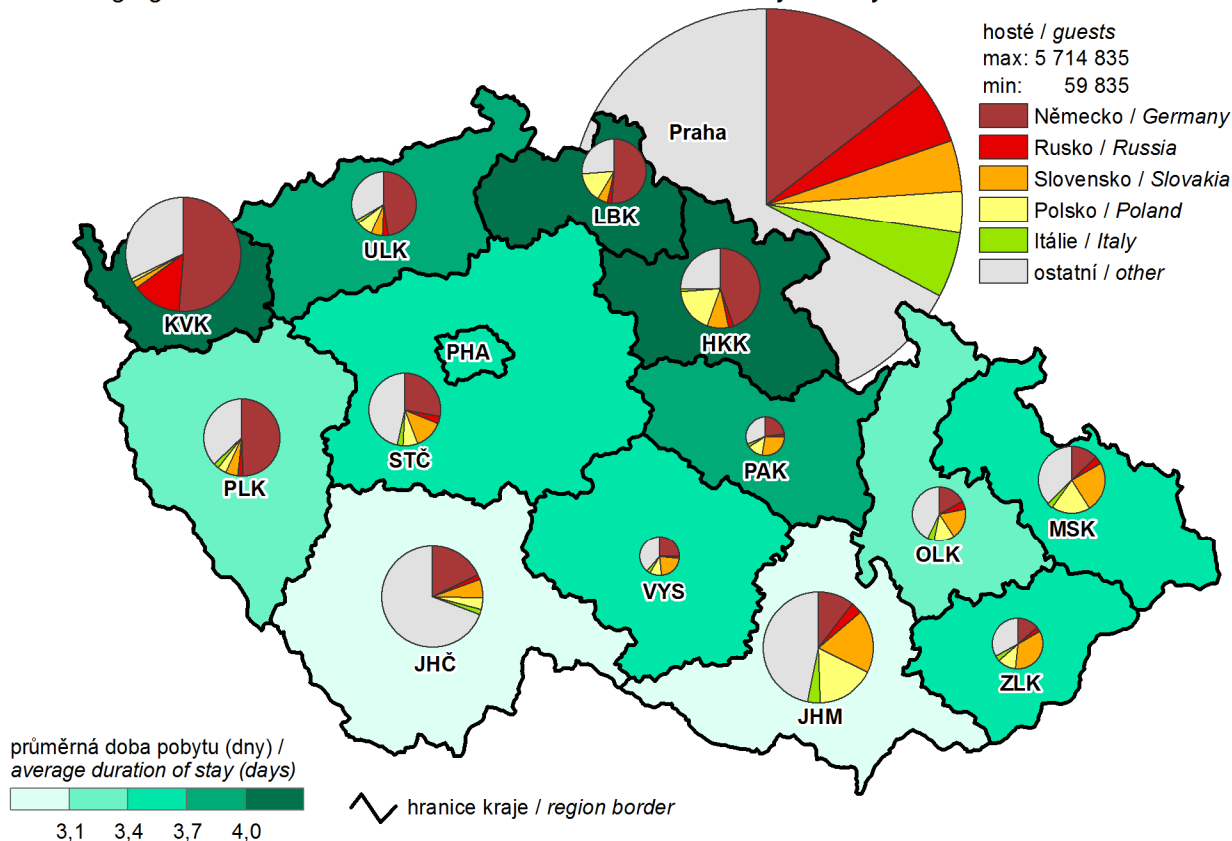 hosté / guests
max: 5 714 835
min: 59 835
Německo / Germany
Rusko / Russia
Slovensko / Slovakia
Polsko / Poland
Itálie / Italy
ostatní / other
Praha
LBK
ULK
KVK
HKK
PHA
STČ
PAK
PLK
MSK
OLK
VYS
JHČ
ZLK
JHM
průměrná doba pobytu (dny) /
average duration of stay (days)
3,1 3,4 3,7 4,0
hranice kraje / region border